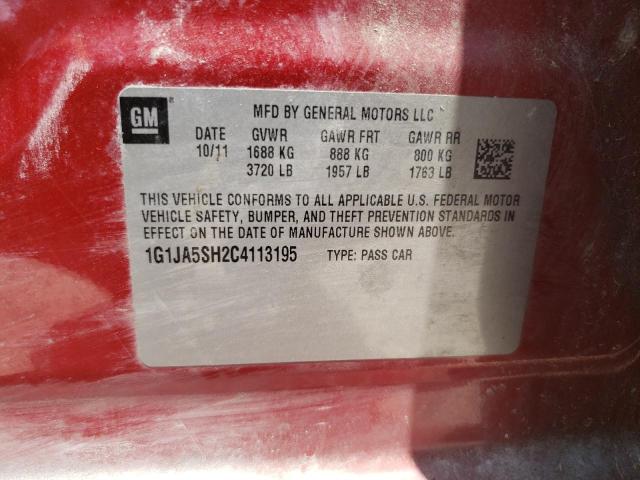 GM
MFD BY GENERAL MOTORS LLC
DATE GVWR GAWR FRT GAWR RR
10/11 1688 KG 888 KG 800 KG
3720 LB 1957 LB 1763 LB
THIS VEHICLE CONFORMS TO ALL APPLICABLE U.S. FEDERAL MOTOR
VEHICLE SAFETY, BUMPER, AND THEFT PREVENTION STANDARDS IN
EFFECT ON THE DATE OF MANUFACTURE SHOWN ABOVE.
1G1JA5SH2C4113195 TYPE: PASS CAR